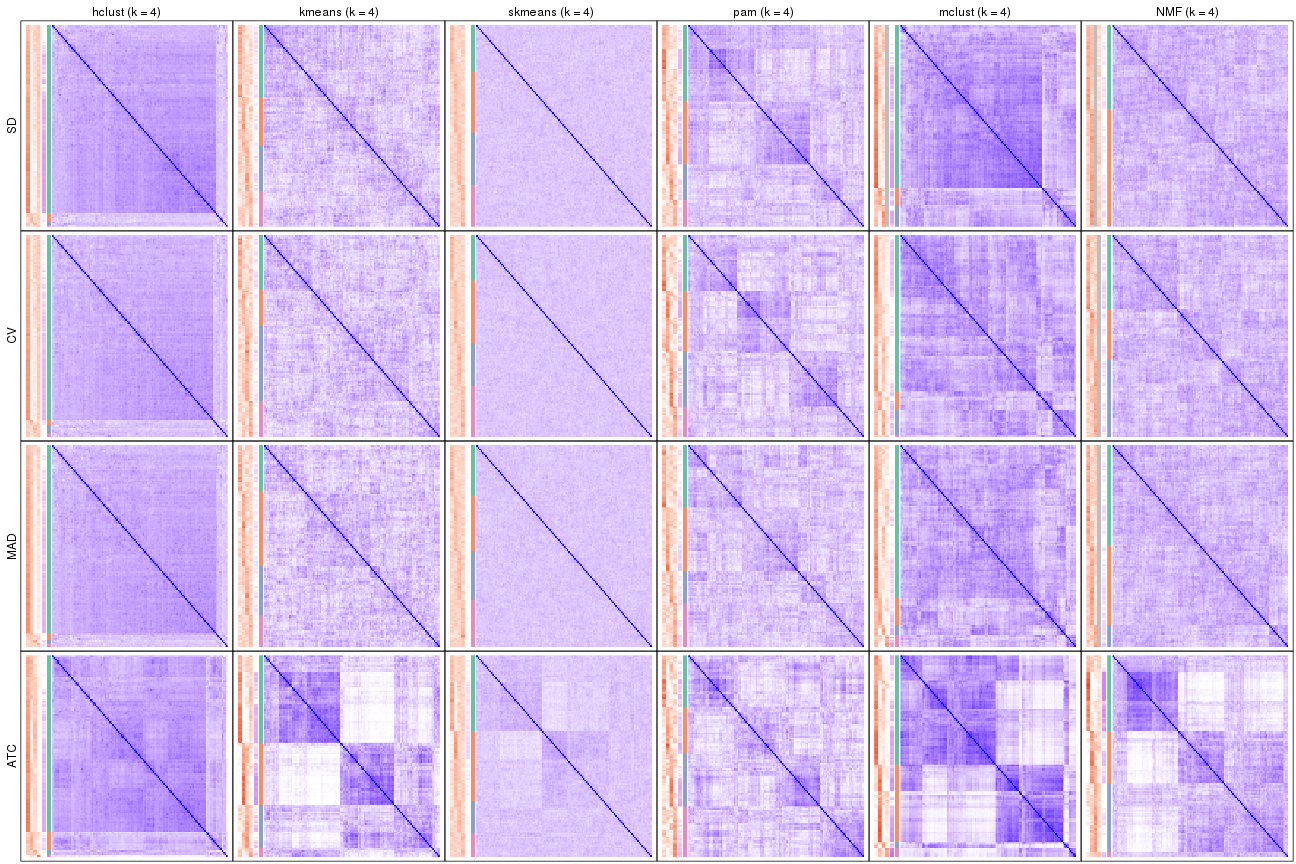 hclust (k = 4) kmeans (k = 4) skmeans (k = 4) pam (k = 4) mclust (k = 4) NMF (k = 4)
SD
CV
MAD
ATC